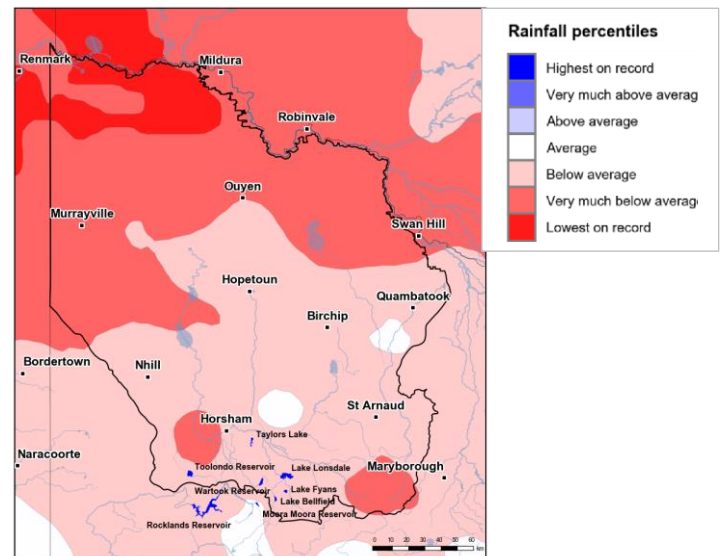 Rainfall percentiles
Highest on record
Very much above averag
Above average
Average
Below average
Very much below averag
Lowest on record
Renmark
Mildura
Robinvale
Ouyen
Murrayville
Swan Hill
Hopetoun
Quambatook
Birchip
Bordertown
Nhill
St Arnaud
Horsham
Taylors Lake
Naracoorte
Toolondo Reservoir
Lake Lonsdale
Maryborough
Wartook Reservoir
Lake Fyans
Lake Bellfield
Moora Moora Reservoir
Rocklands Reservoir
0 10 20 30 40 50 60
km